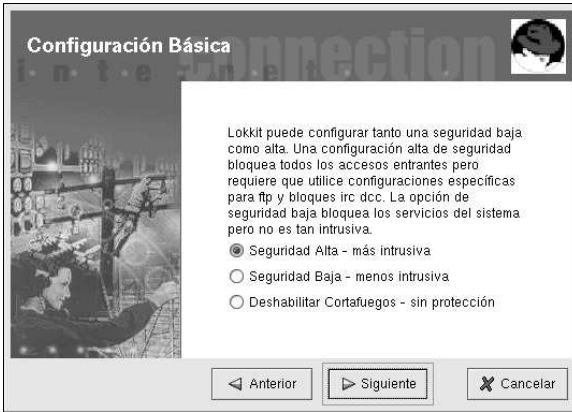 Configuración Básica
connection
internet
Lokkit puede configurar tanto una seguridad baja
como alta. Una configuración alta de seguridad
bloquea todos los accesos entrantes pero
requiere que utilice configuraciones específicas
para ftp y bloques irc dcc. La opción de
seguridad baja bloquea los servicios del sistema
pero no es tan intrusiva.
Seguridad Alta - más intrusiva
Seguridad Baja - menos intrusiva
Deshabilitar Cortafuegos - sin protección
Anterior
Siguiente
Cancelar